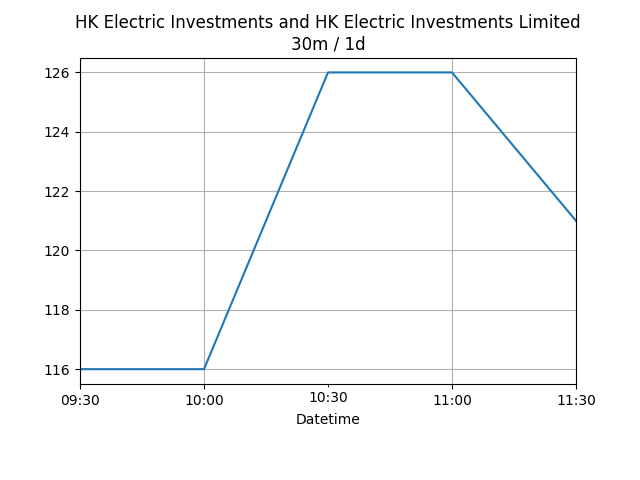 HK Electric Investments and HK Electric Investments Limited
30m / 1d
126
124
122
120
118
116
09:30 10:00 10:30 11:00 11:30
Datetime